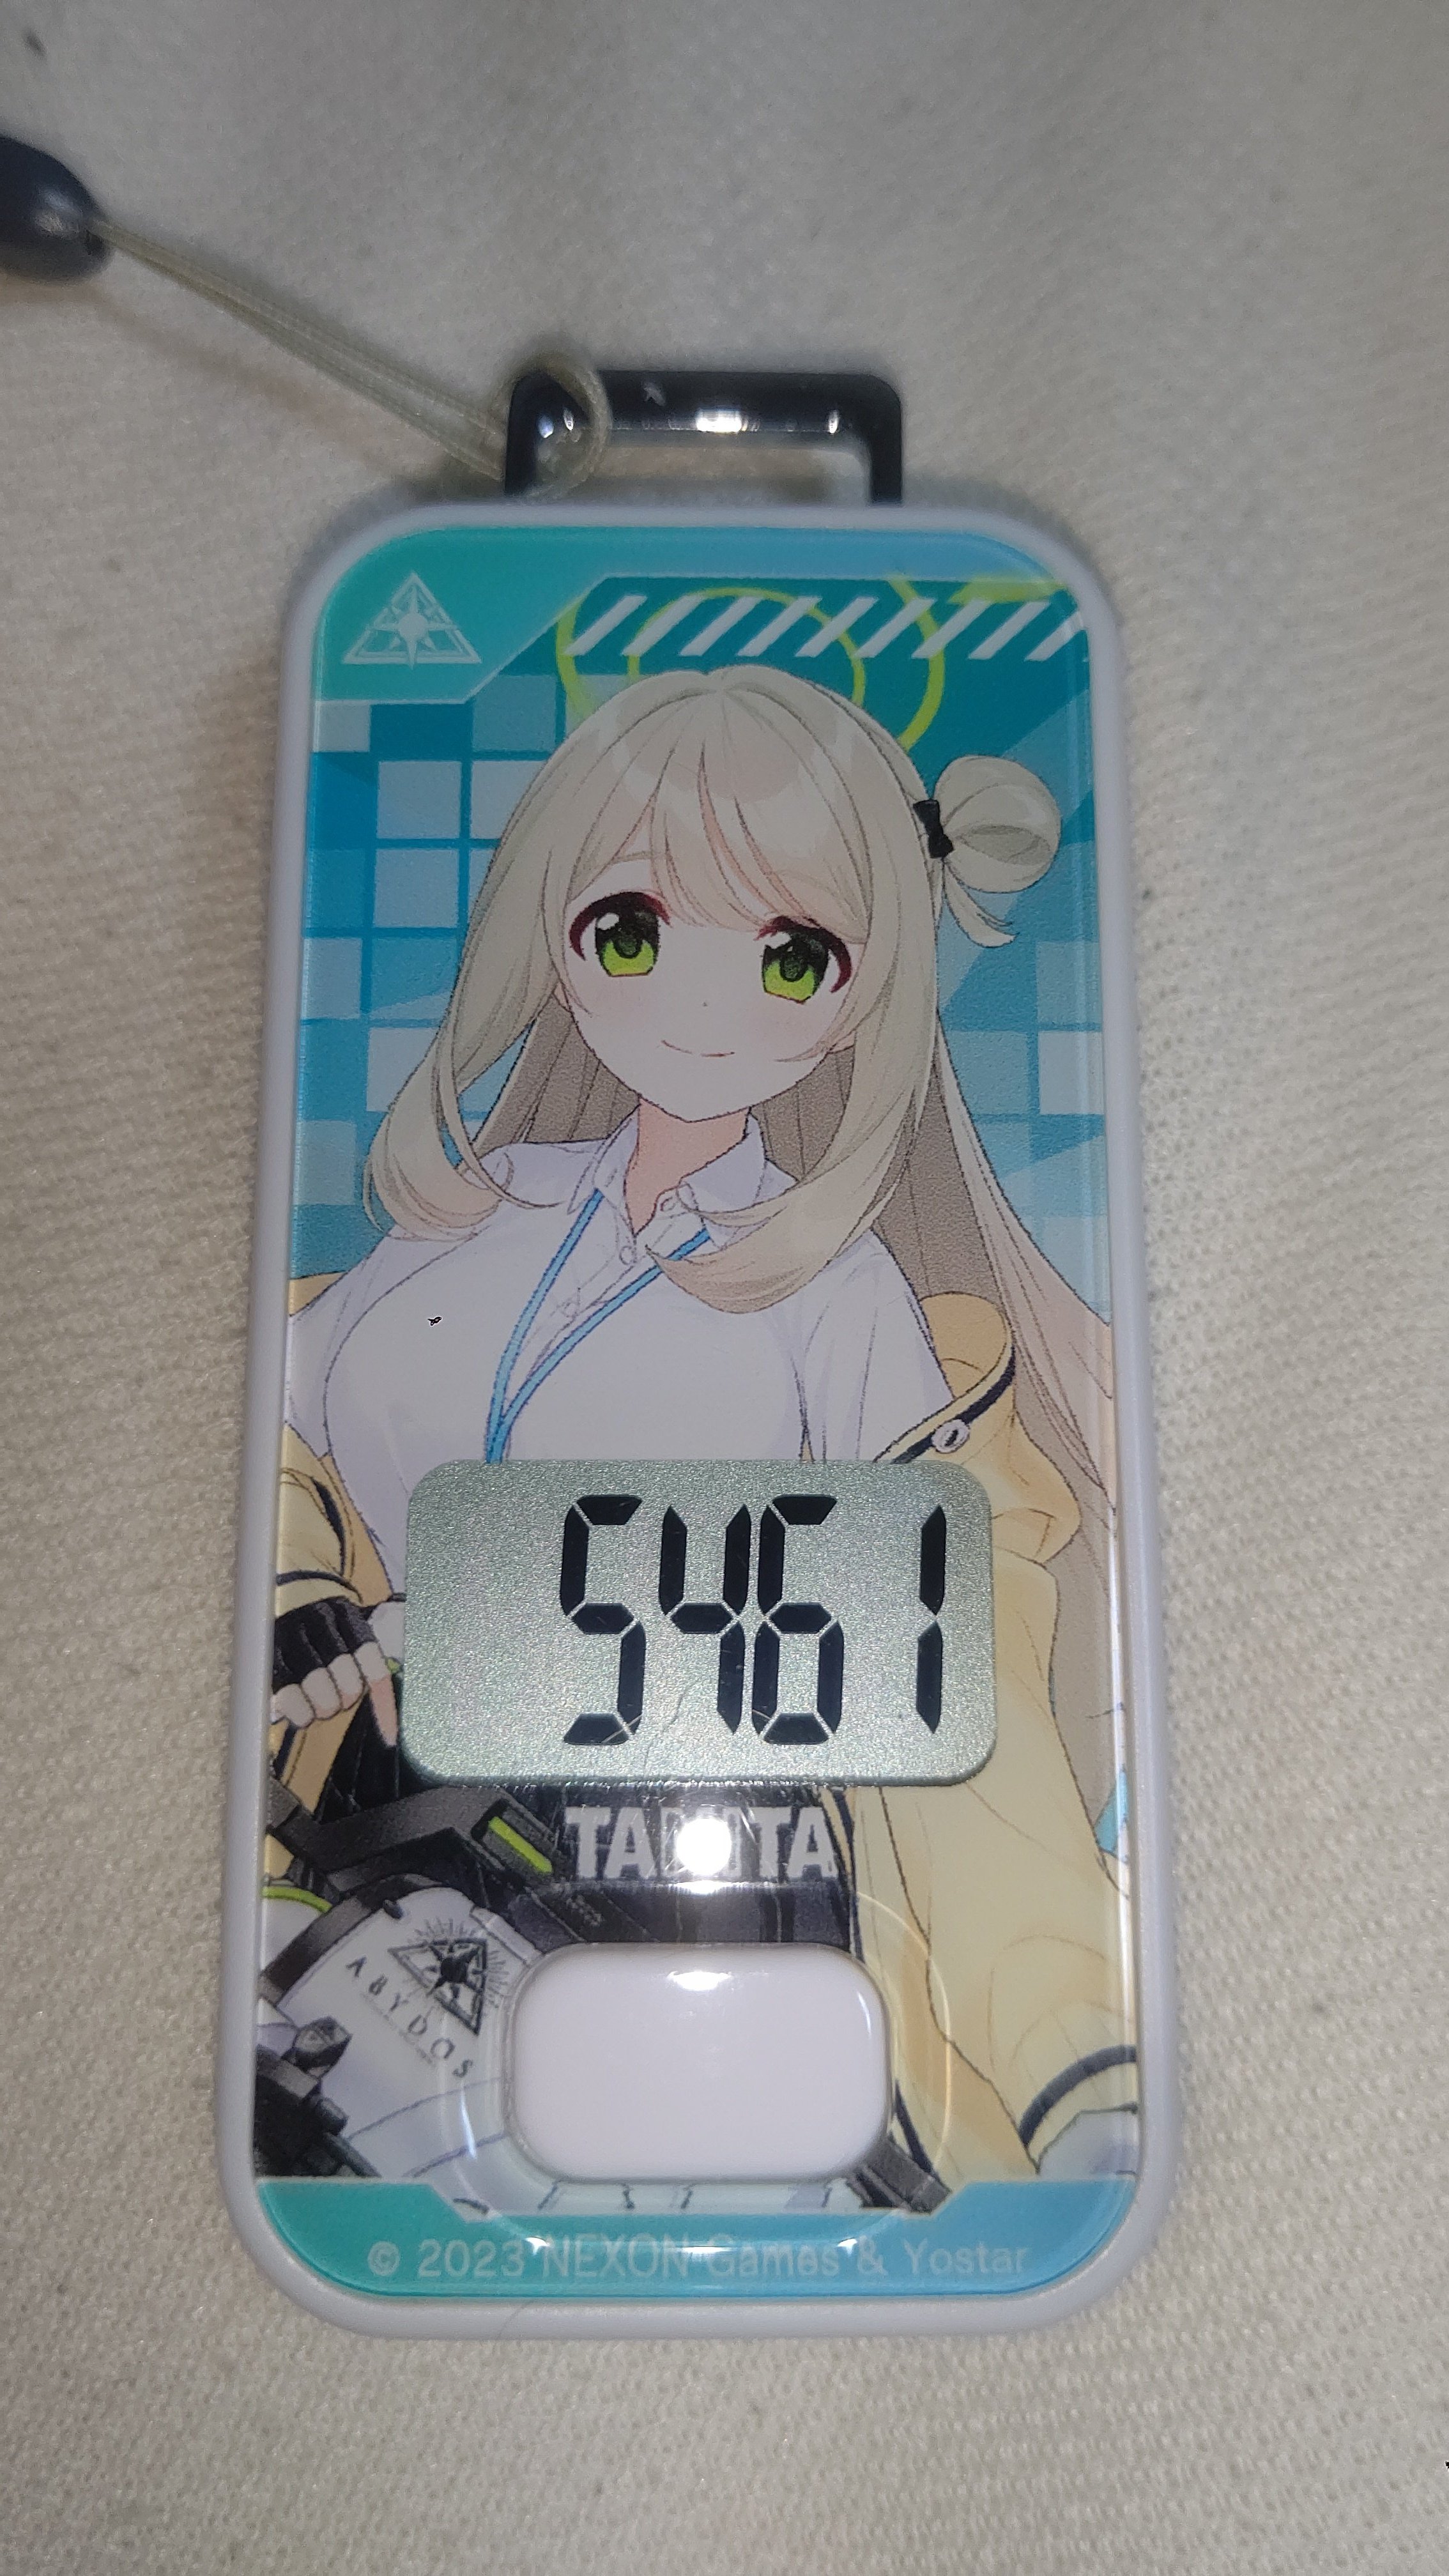 5461
TANITA
ABYDOS
© 2023 NEXON Games & Yostar